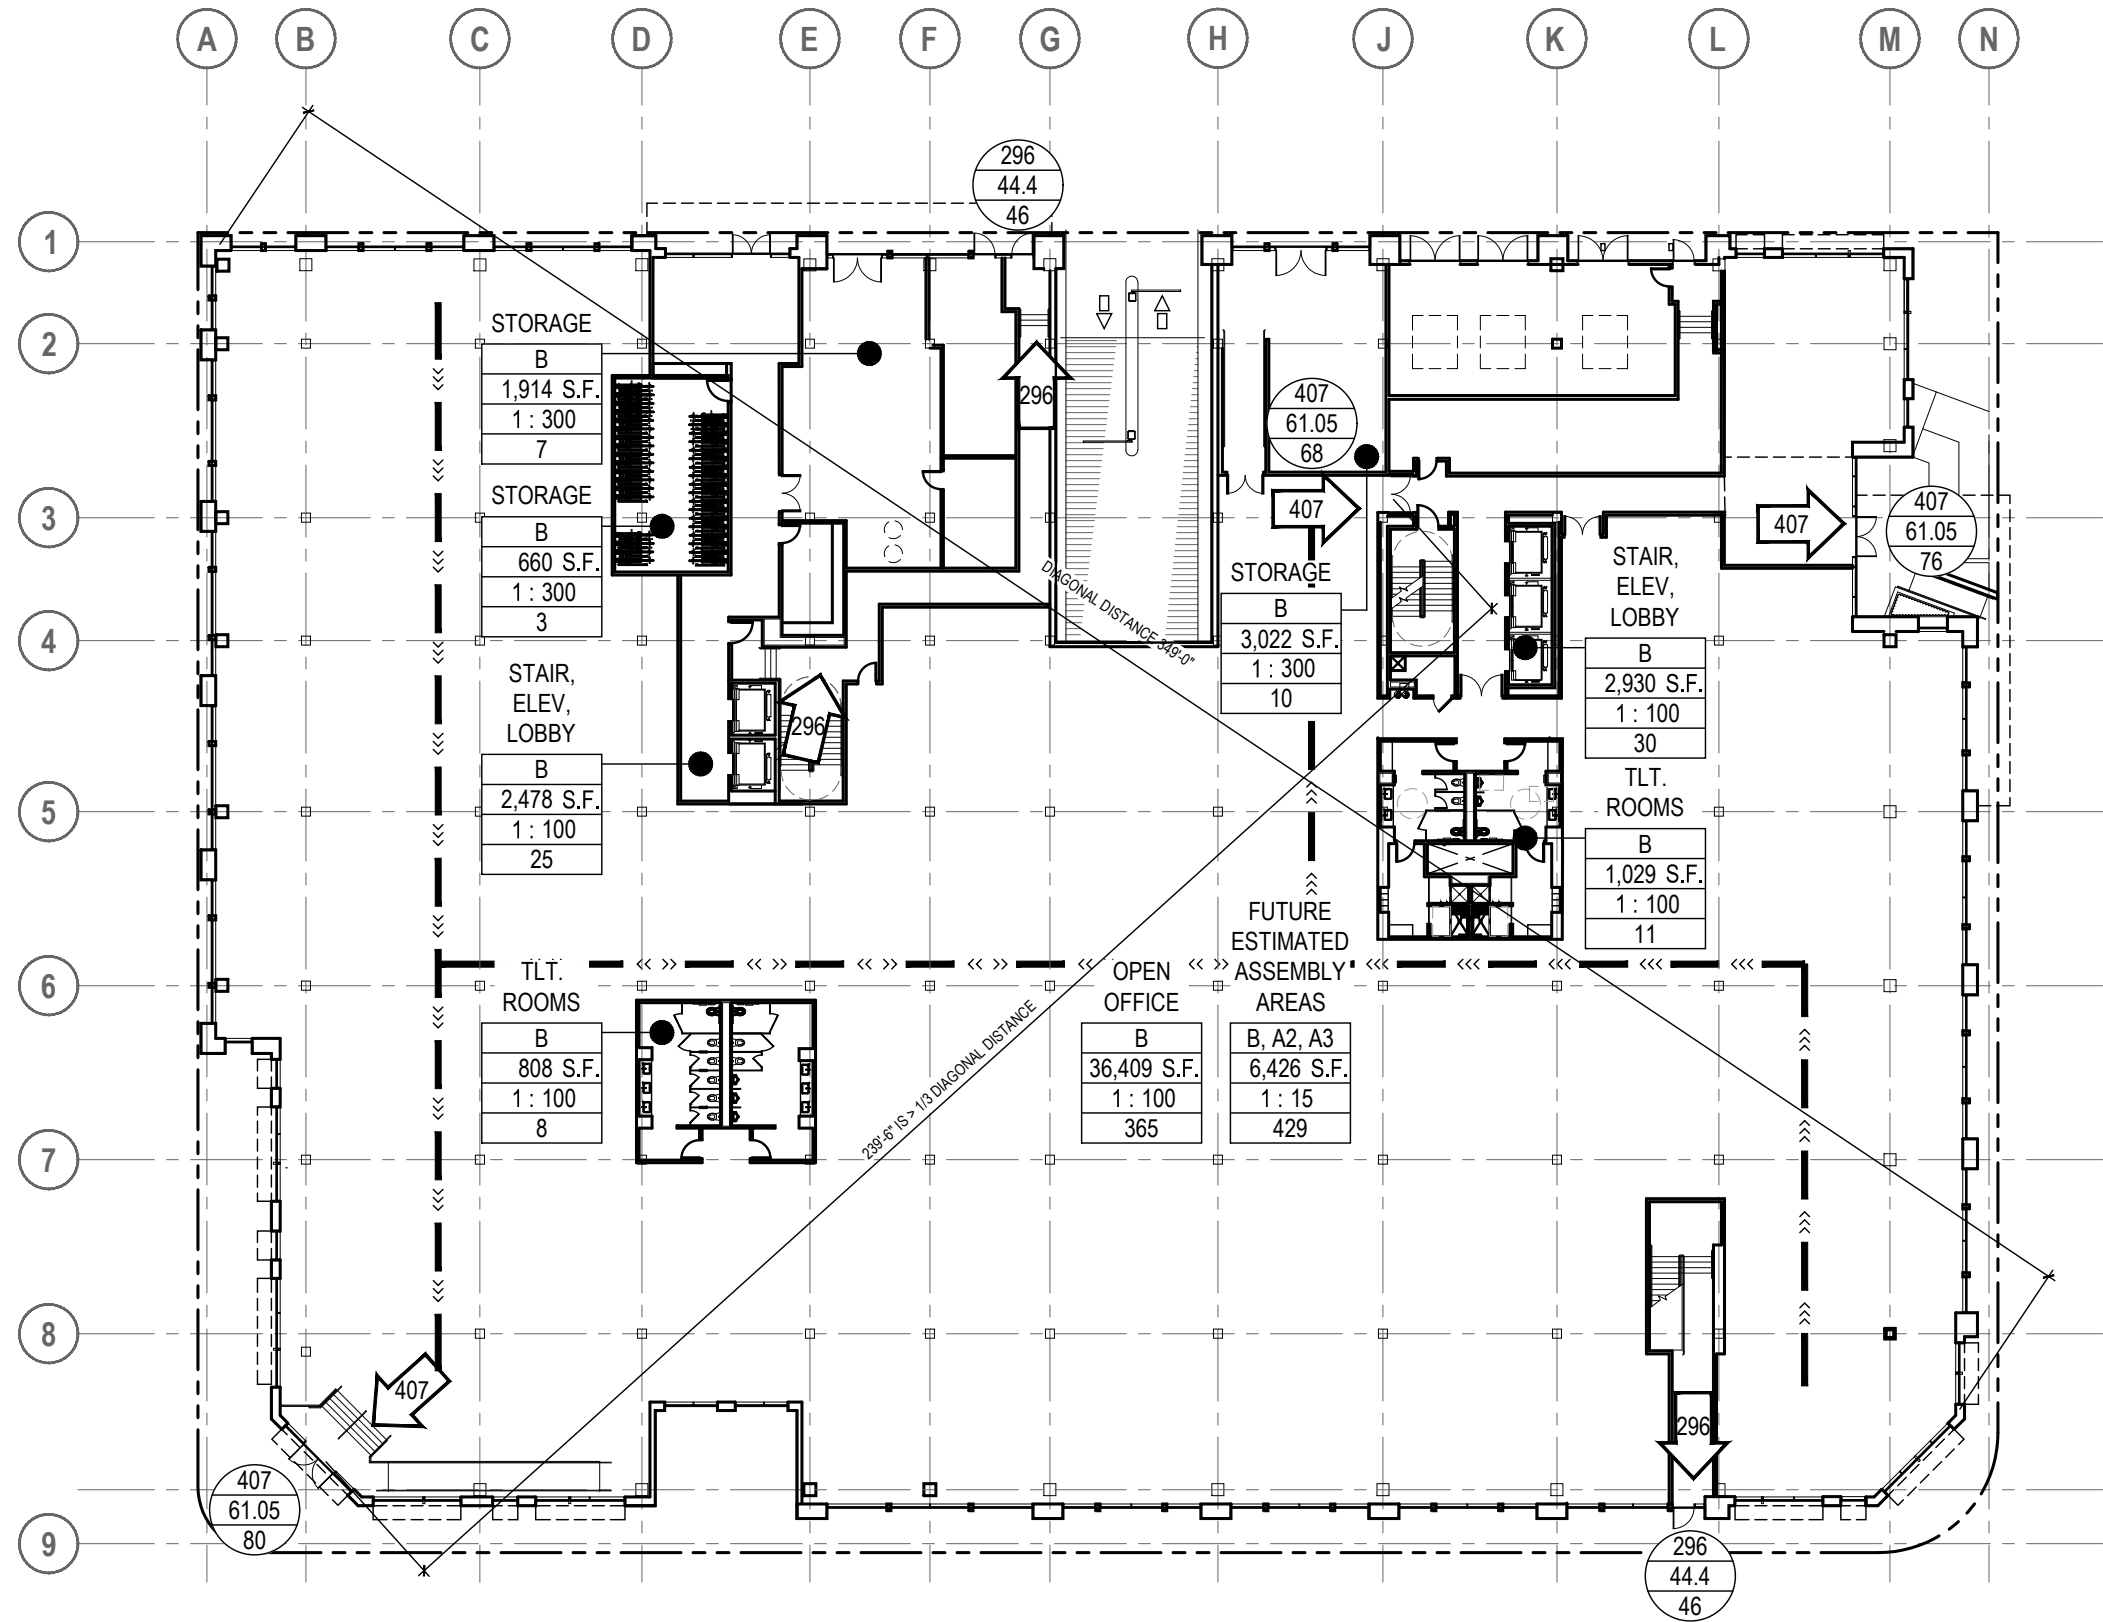 A B C D E F G H J K L M N
1
2
3
4
5
6
7
8
9
296
44.4
46
STORAGE
B
1,914 S.F.
1 : 300
7
296
407
61.05
68
STORAGE
B
660 S.F.
1 : 300
3
407
407
407
61.05
76
DIAGONAL DISTANCE 349'-0"
STORAGE
B
3,022 S.F.
1 : 300
10
STAIR,
ELEV,
LOBBY
B
2,930 S.F.
1 : 100
30
STAIR,
ELEV,
LOBBY
B
2,478 S.F.
1 : 100
25
296
TLT.
ROOMS
B
1,029 S.F.
1 : 100
11
TLT.
ROOMS
B
808 S.F.
1 : 100
8
239'-6" IS > 1/3 DIAGONAL DISTANCE
OPEN
OFFICE
B
36,409 S.F.
1 : 100
365
FUTURE
ESTIMATED
ASSEMBLY
AREAS
B, A2, A3
6,426 S.F.
1 : 15
429
407
407
61.05
80
296
296
44.4
46